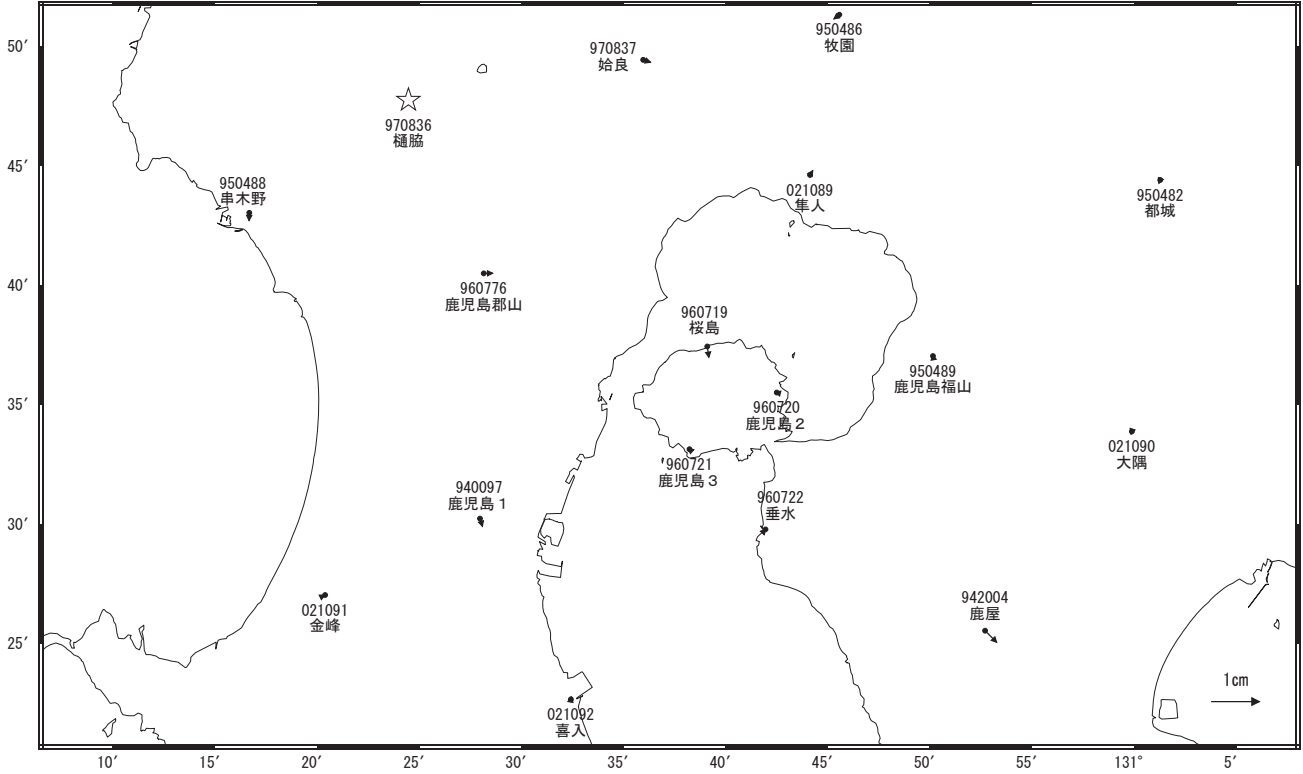 50′
45′
40′
35′
30′
25′
950486
牧園
970837
姶良
970836
樋脇
950488
串木野
021089
隼人
950482
都城
960776
鹿児島郡山
960719
桜島
950489
鹿児島福山
960720
鹿児島２
960721
鹿児島３
021090
大隅
940097
鹿児島１
960722
垂水
021091
金峰
942004
鹿屋
021092
喜入
1cm
10′
15′
20′
25′
30′
35′
40′
45′
50′
55′
131°
5′